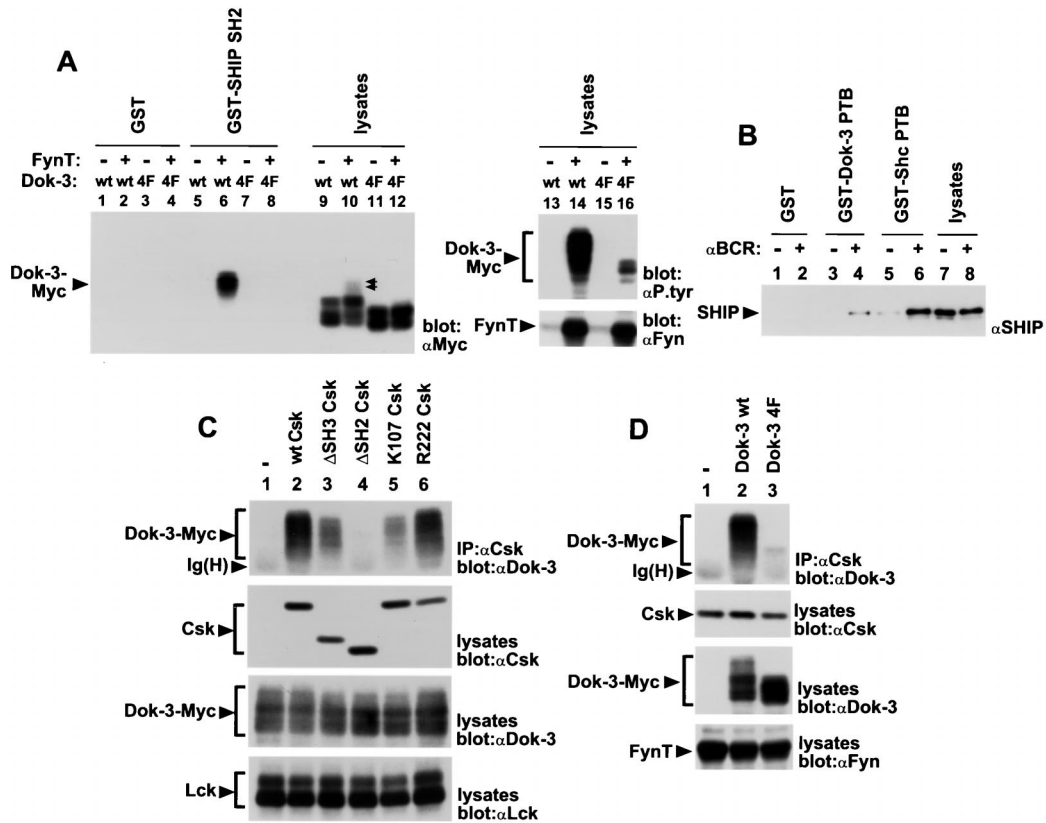 A
GST
GST-SHIP SH2
lysates
FynT: - + - + - + - + - + - +
Dok-3: wt wt 4F 4F wt wt 4F 4F wt wt 4F 4F
1 2 3 4 5 6 7 8 9 10 11 12
Dok-3-
Myc
blot:
αMyc
lysates
- + - +
wt wt 4F 4F
13 14 15 16
Dok-3-
Myc
blot:
αP.tyr
FynT
blot:
αFyn
B
GST
GST-Dok-3 PTB
GST-Shc PTB
lysates
αBCR: - + - + - + - +
1 2 3 4 5 6 7 8
SHIP
αSHIP
C
-
wt Csk
ΔSH3 Csk
ΔSH2 Csk
K107 Csk
R222 Csk
1 2 3 4 5 6
Dok-3-Myc
Ig(H)
IP:αCsk
blot:αDok-3
Csk
lysates
blot:αCsk
Dok-3-Myc
lysates
blot:αDok-3
Lck
lysates
blot:αLck
D
-
Dok-3 wt
Dok-3 4F
1 2 3
Dok-3-Myc
Ig(H)
IP:αCsk
blot:αDok-3
Csk
lysates
blot:αCsk
Dok-3-Myc
lysates
blot:αDok-3
FynT
lysates
blot:αFyn